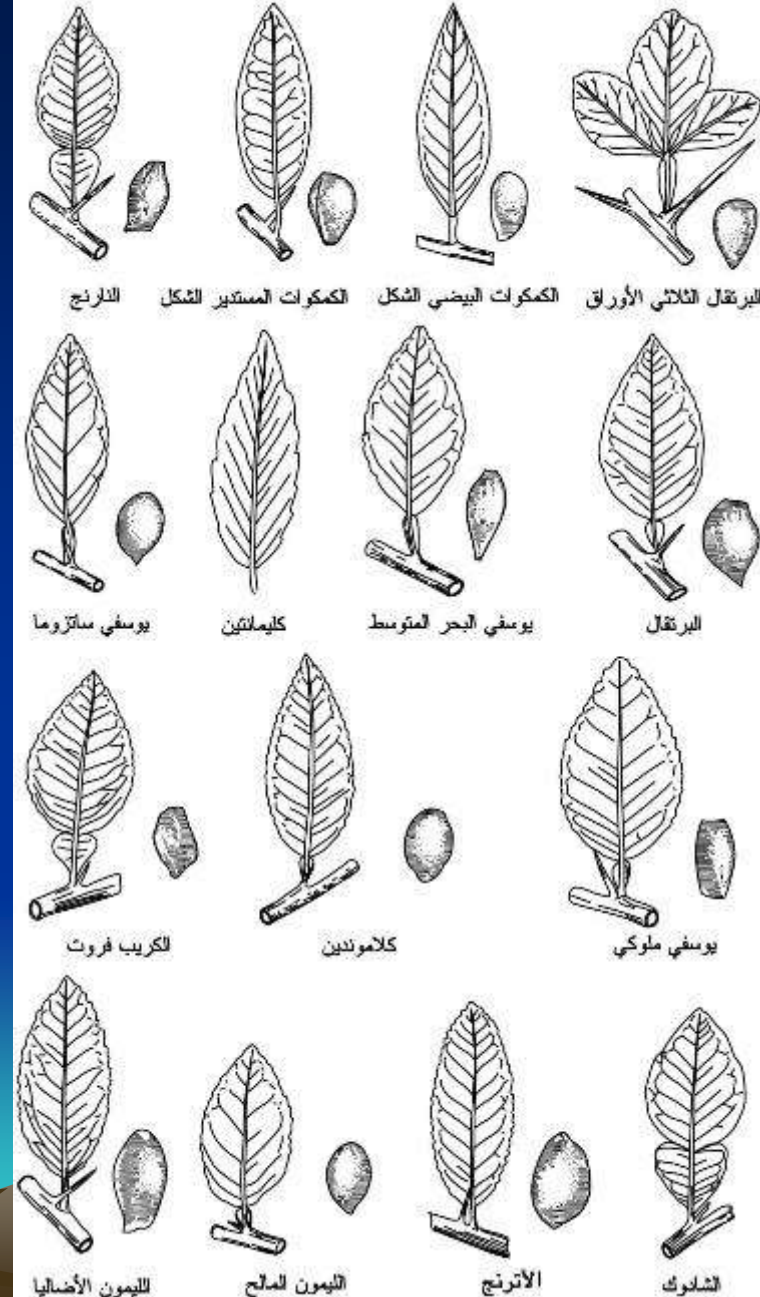 البرتقال الثلاثي الأوراق الكمكوات البيضي الشكل الكمكوات المستدير الشكل النارنج
البرتقال يوسفي البحر المتوسط كليمانتين يوسفي ساتزوما
يوسفي ملوكي كلاموندين الكريب فروت
الشادوك الأترنج الليمون المالح الليمون الأضاليا